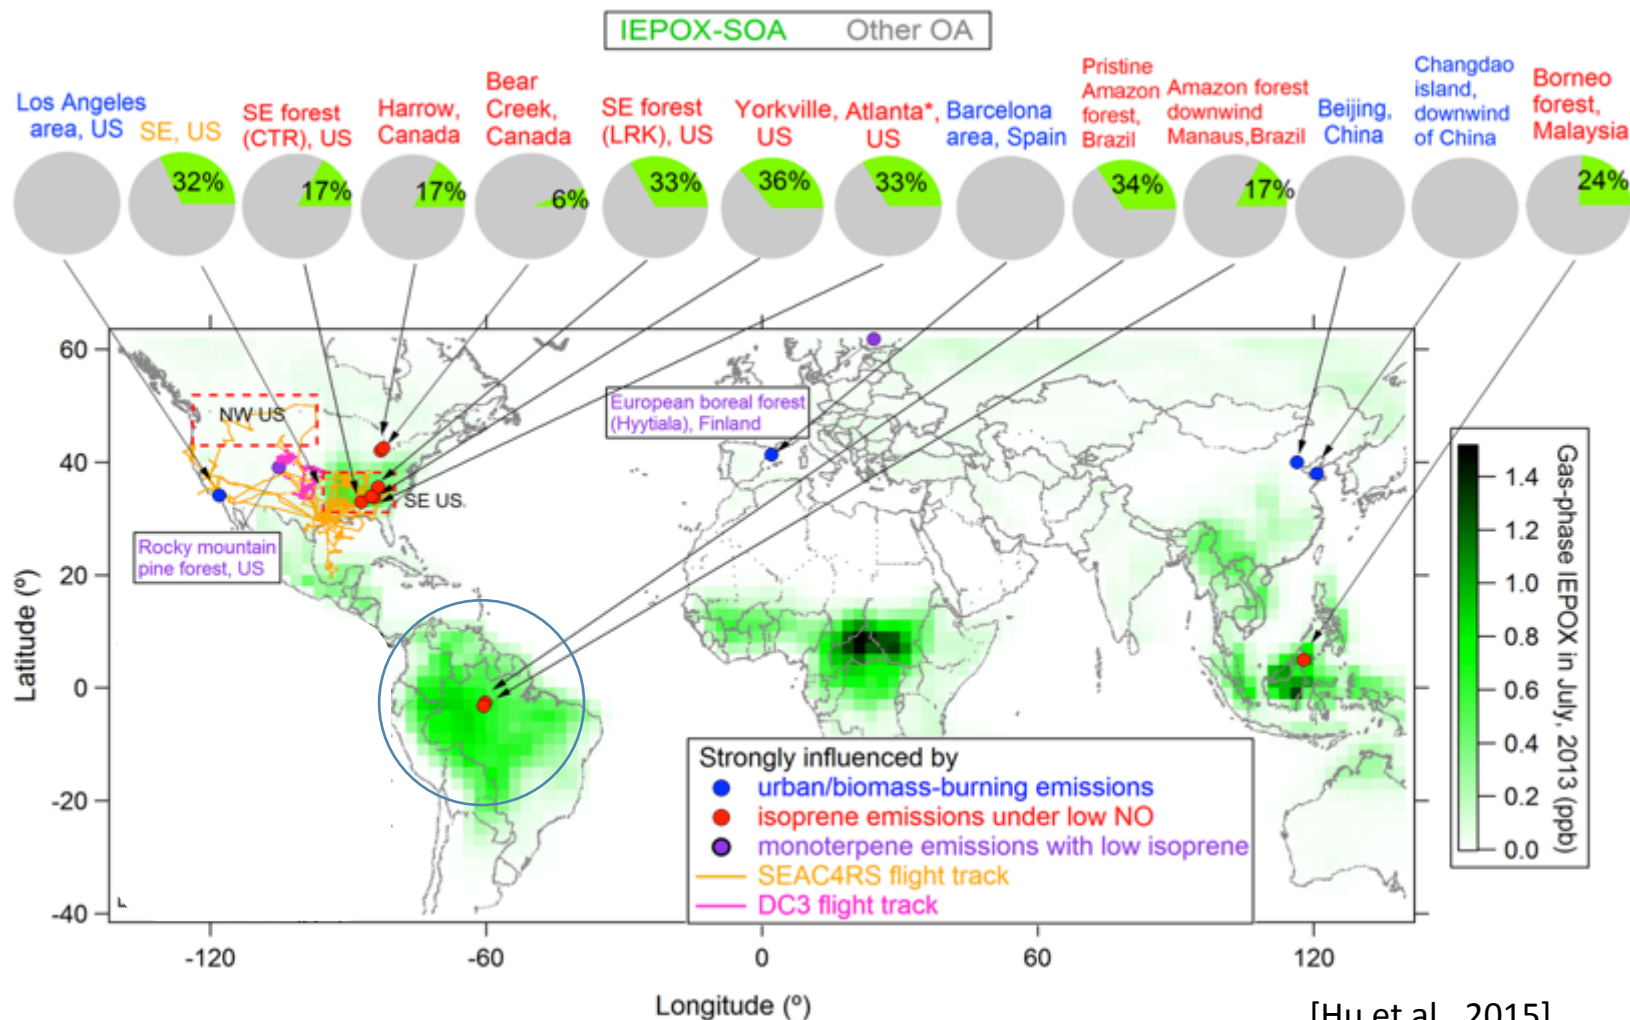 IEPOX-SOA Other OA
Los Angeles
area, US
SE, US
SE forest
(CTR), US
Harrow,
Canada
Bear
Creek,
Canada
SE forest
(LRK), US
Yorkville,
US
Atlanta*,
US
Barcelona
area, Spain
Pristine
Amazon
forest,
Brazil
Amazon forest
downwind
Manaus,Brazil
Beijing,
China
Changdao
island,
downwind
of China
Borneo
forest,
Malaysia
32%
17%
17%
6%
33%
36%
33%
34%
17%
24%
60
40
20
0
-20
-40
Latitude (º)
NW US
SE US.
Rocky mountain
pine forest, US
European boreal forest
(Hyytiala), Finland
Strongly influenced by
urban/biomass-burning emissions
isoprene emissions under low NO
monoterpene emissions with low isoprene
SEAC4RS flight track
DC3 flight track
1.4
1.2
1.0
0.8
0.6
0.4
0.2
0.0
Gas-phase IEPOX in July, 2013 (ppb)
-120
-60
0
60
120
Longitude (º)
[Hu et al., 2015]